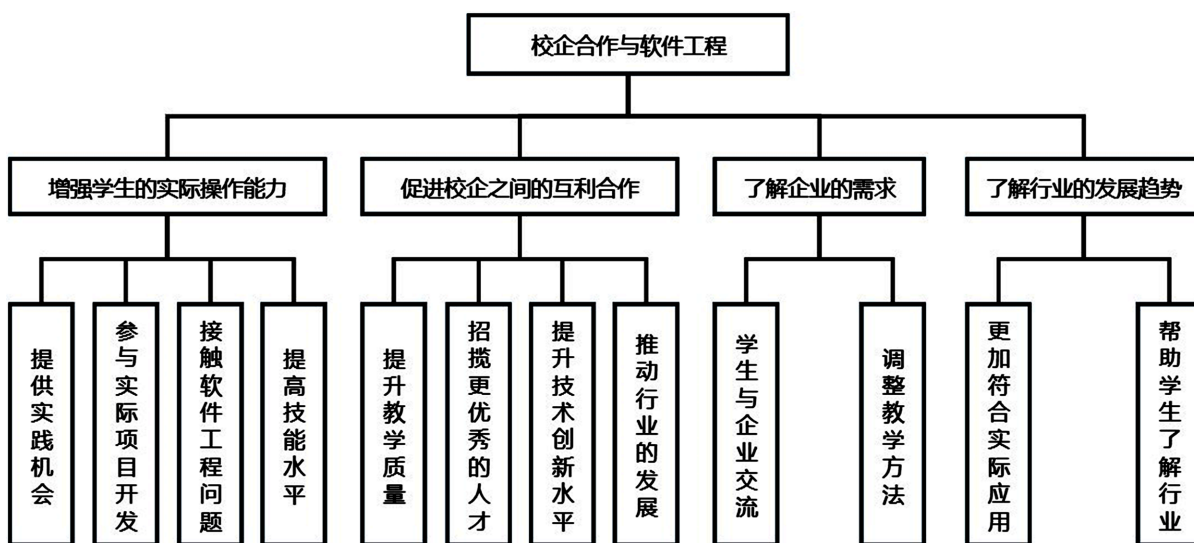 校企合作与软件工程
增强学生的实际操作能力
促进校企之间的互利合作
了解企业的需求
了解行业的发展趋势
提供实践机会
参与实际项目开发
接触软件工程问题
提高技能水平
提升教学质量
招揽更优秀的人才
提升技术创新水平
推动行业的发展
学生与企业交流
调整教学方法
更加符合实际应用
帮助学生了解行业